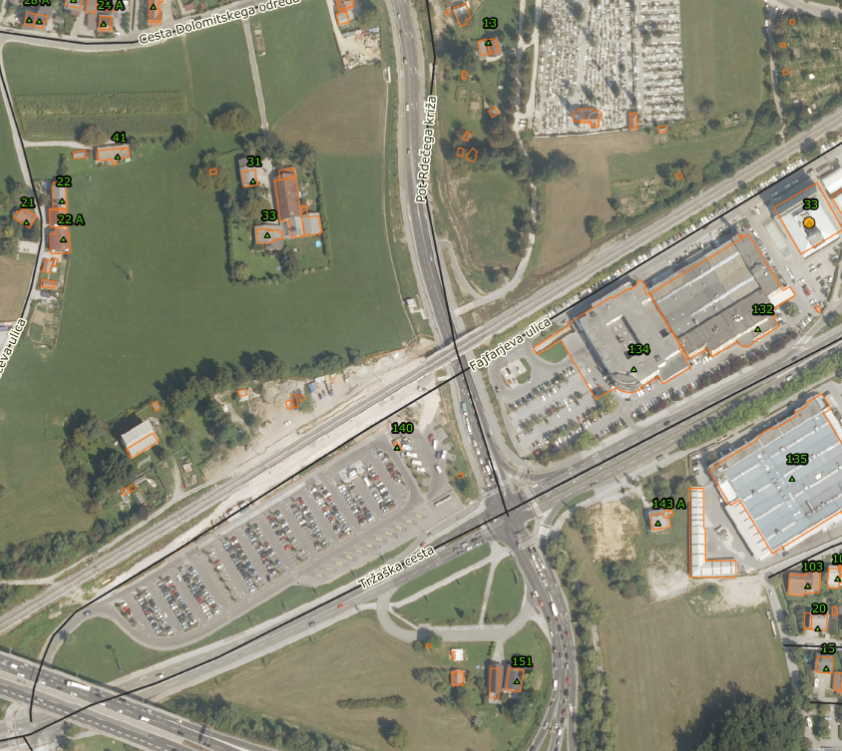 28 A
24 A
Cesta Dolomitskega odreda
13
Pot Rdečega križa
41
31
22
21
22 A
33
33
132
Fajfarjeva ulica
134
140
135
143 A
Tržaška cesta
103
20
151
15